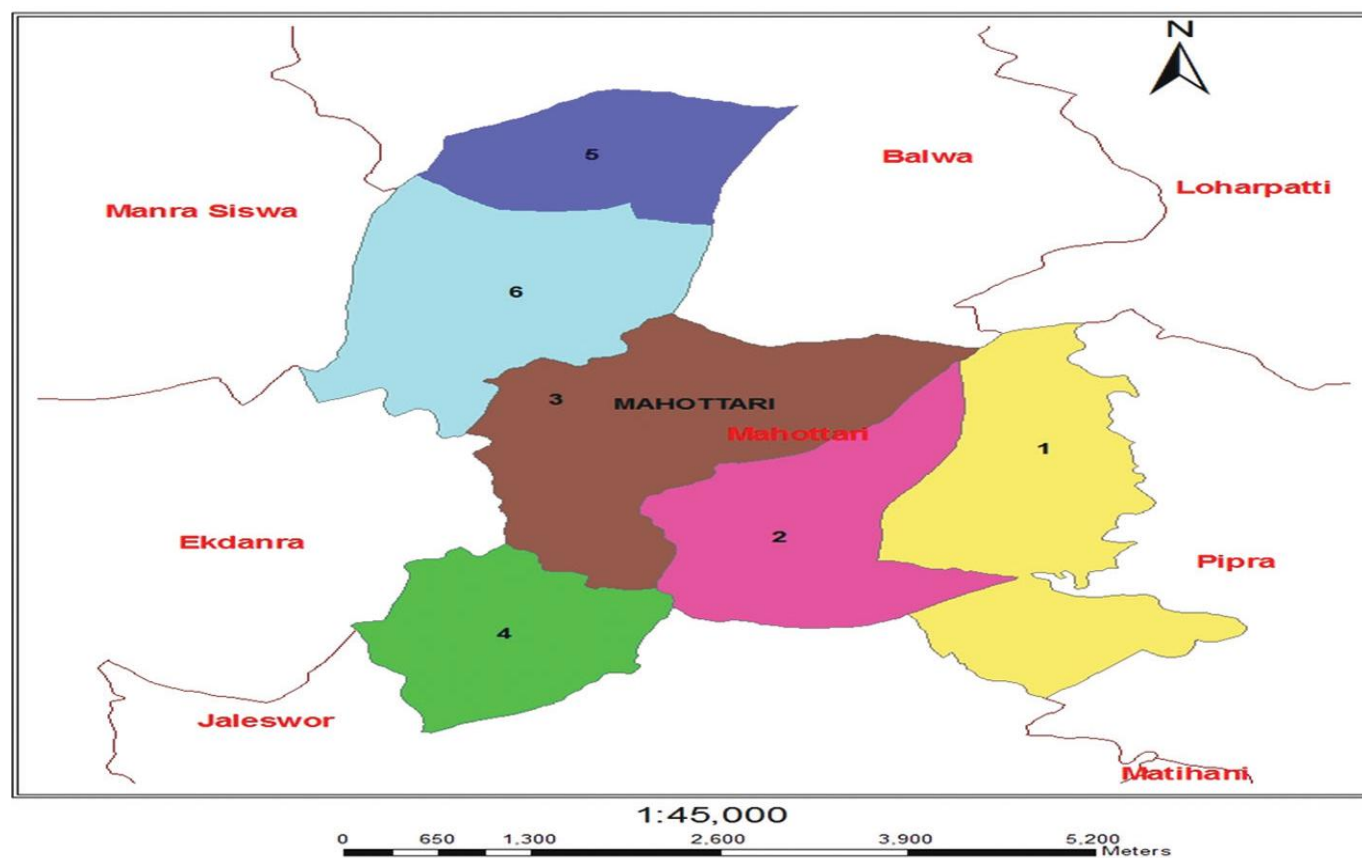 N
5
Balwa
Loharpatti
Manra Siswa
6
3
MAHOTTARI
Mahottari
1
2
Ekdanra
Pipra
4
Jaleswor
Matihani
1:45,000
0 650 1,300 2,600 3,900 5,200
Meters